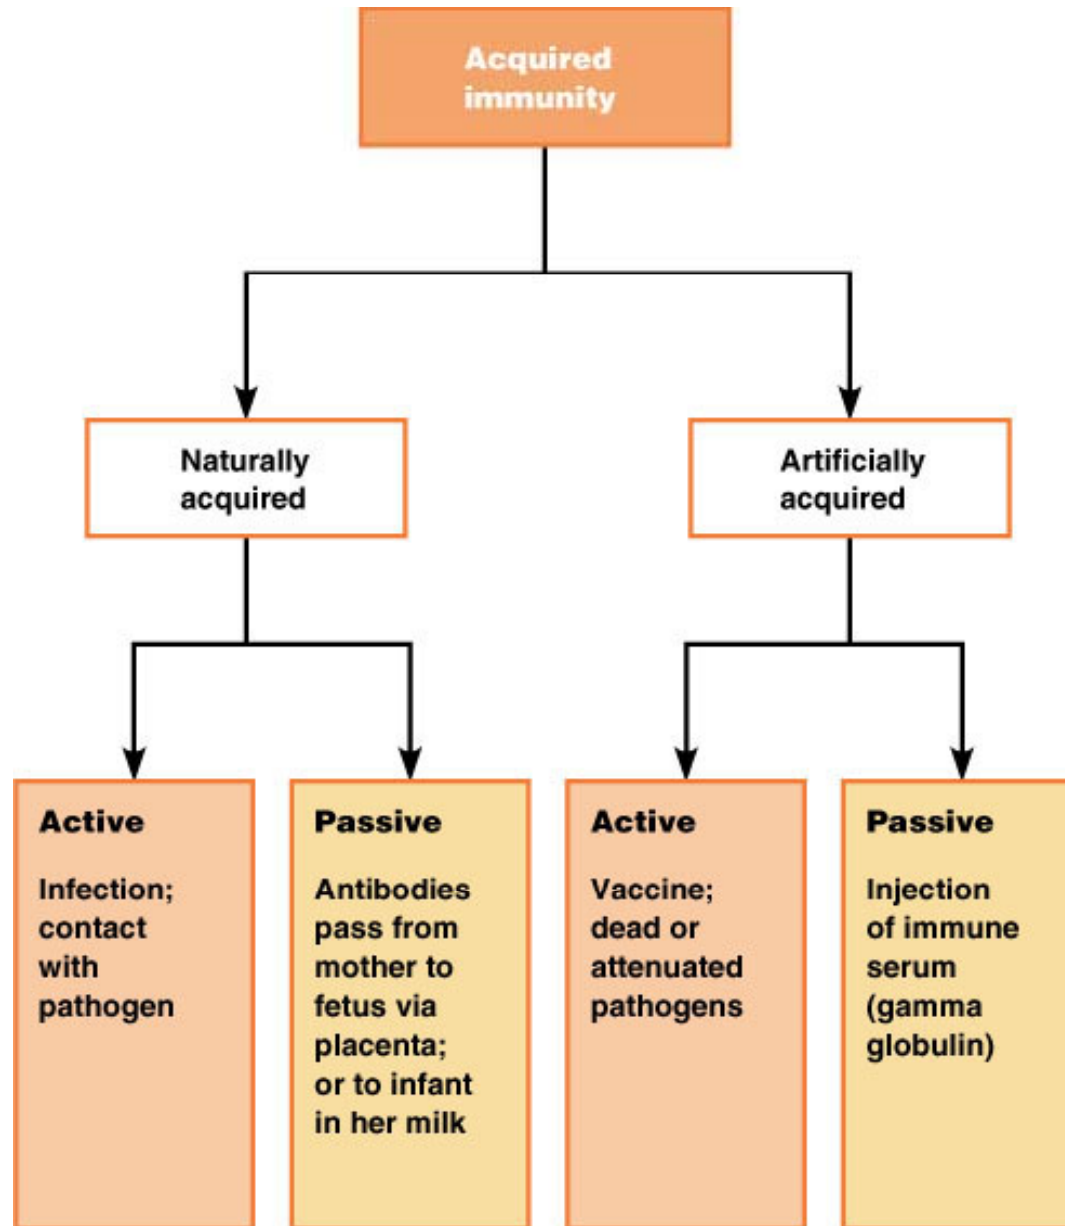 Acquired
immunity
Naturally
acquired
Artificially
acquired
Active
Infection;
contact
with
pathogen
Passive
Antibodies
pass from
mother to
fetus via
placenta;
or to infant
in her milk
Active
Vaccine;
dead or
attenuated
pathogens
Passive
Injection
of immune
serum
(gamma
globulin)